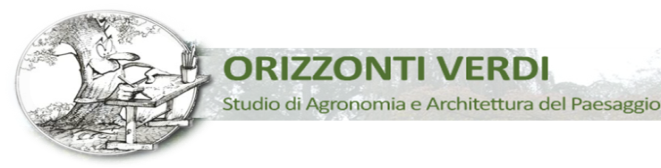 ORIZZONTI VERDI
Studio di Agronomia e Architettura del Paesaggio